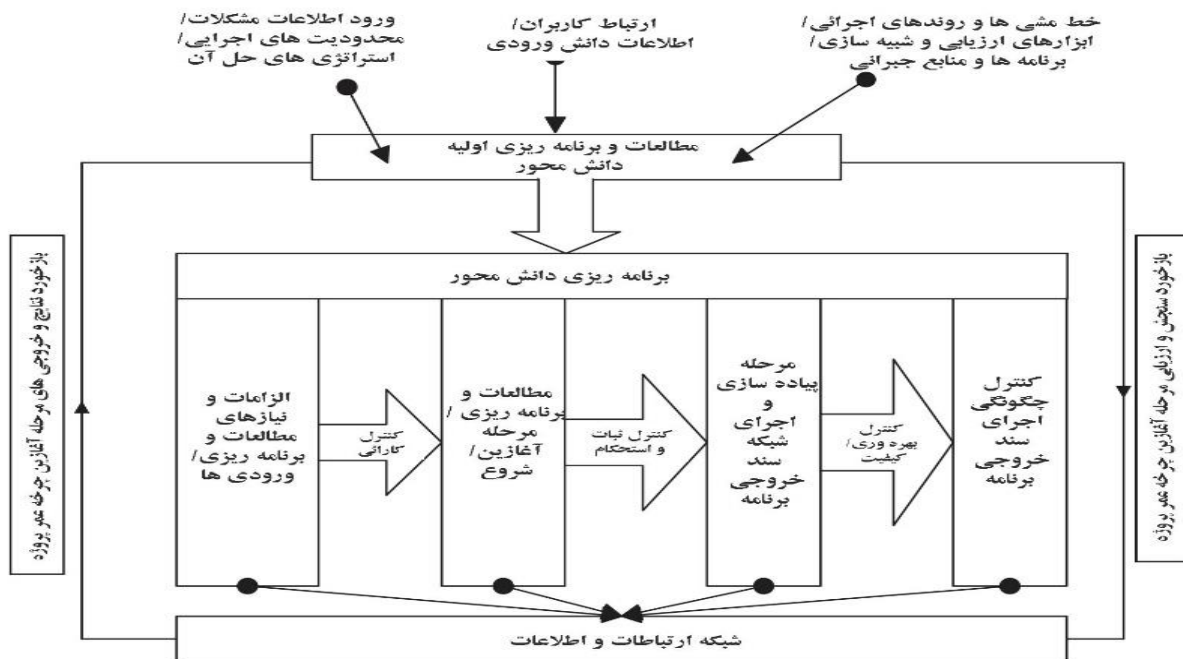 خط مشی ها و روندهای اجرائی/
ابزارهای ارزیابی و شبیه سازی/
برنامه ها و منابع جبرانی
ارتباط کاربران/
اطلاعات دانش ورودی
ورود اطلاعات مشکلات/
محدودیت های اجرایی/
استراتژی های حل آن
مطالعات و برنامه ریزی اولیه
دانش محور
برنامه ریزی دانش محور
الزامات و
نیازهای
مطالعات و
برنامه ریزی/
ورودی ها
کنترل
کارائی
مطالعات و
برنامه ریزی/
مرحله
آغازین/
شروع
کنترل ثبات
و استحکام
مرحله
پیاده سازی
و
اجرای
شبکه
سند
خروجی
برنامه
کنترل
بهره وری/
کیفیت
کنترل
چگونگی
اجرای
سند
خروجی
برنامه
شبکه ارتباطات و اطلاعات
بازخورد سنجش و ارزیابی مرحله آغازین چرخه عمر پروژه
بازخورد نتایج و خروجی های مرحله آغازین چرخه عمر پروژه